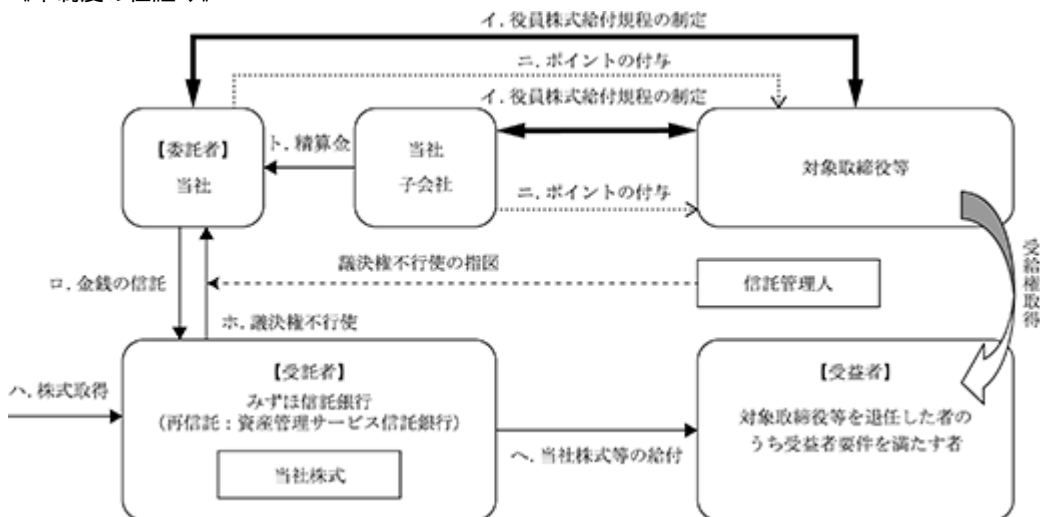 イ．役員株式給付規程の制定
ニ．ポイントの付与
イ．役員株式給付規程の制定
【委託者】
当社
ト．精算金
当社
子会社
対象取締役等
ニ．ポイントの付与
受給権取得
議決権不行使の指図
信託管理人
ロ．金銭の信託
ホ．議決権不行使
ハ．株式取得
【受託者】
みずほ信託銀行
（再信託：資産管理サービス信託銀行）
当社株式
ヘ．当社株式等の給付
【受益者】
対象取締役等を退任した者の
うち受益者要件を満たす者